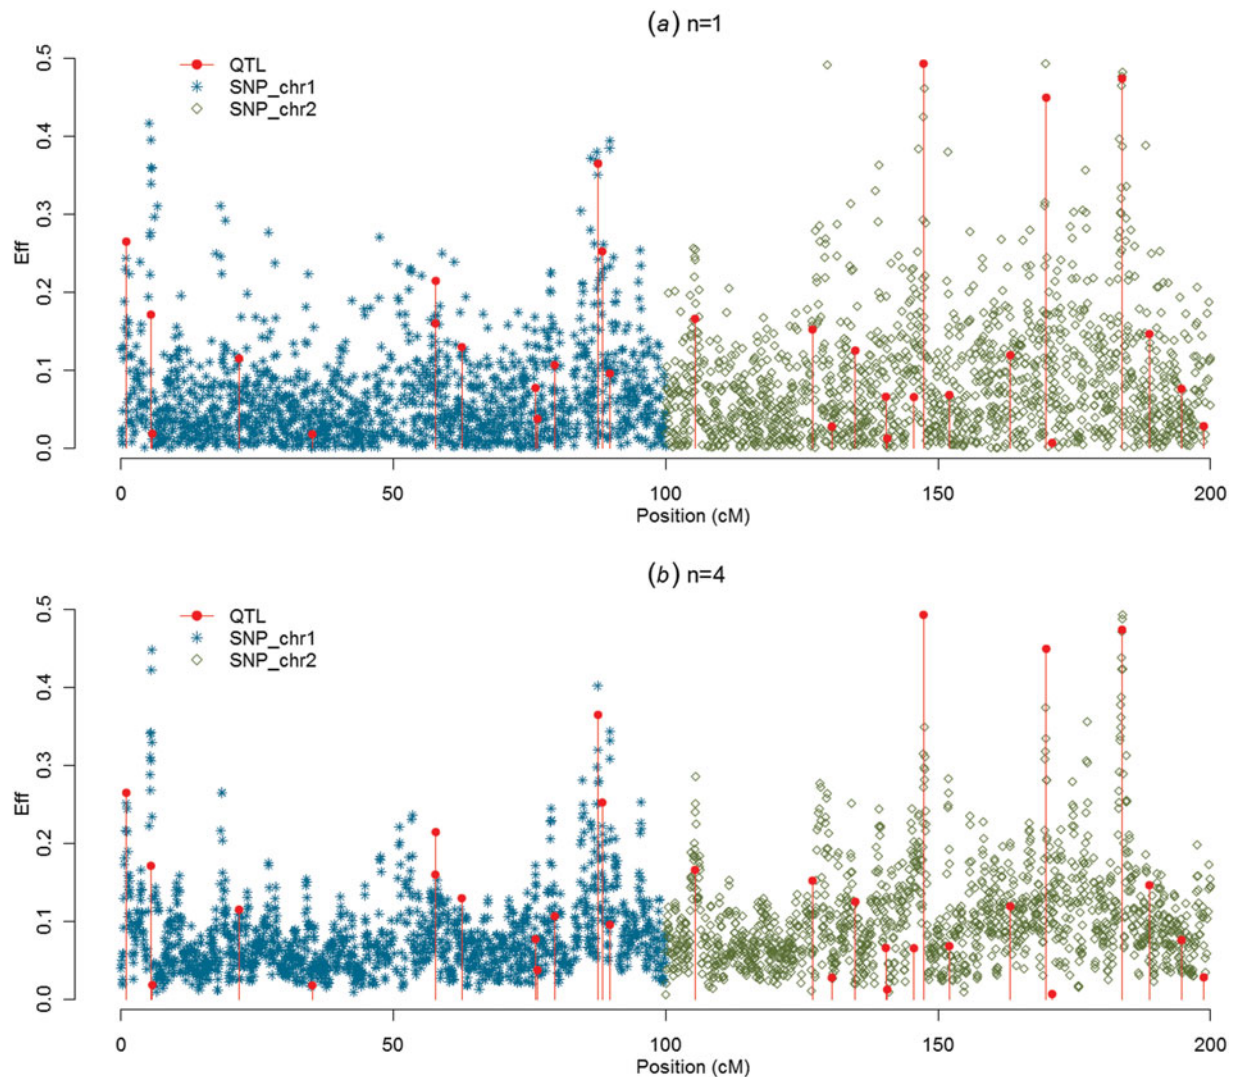 (a) n=1
QTL
SNP_chr1
SNP_chr2
Eff
0.5
0.4
0.3
0.2
0.1
0.0
0 50 100 150 200
Position (cM)
(b) n=4
QTL
SNP_chr1
SNP_chr2
Eff
0.5
0.4
0.3
0.2
0.1
0.0
0 50 100 150 200
Position (cM)